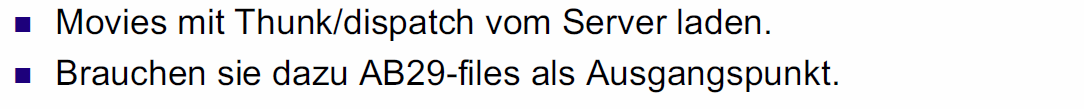 Movies mit Thunk/dispatch vom Server laden.
Brauchen sie dazu AB29-files als Ausgangspunkt.